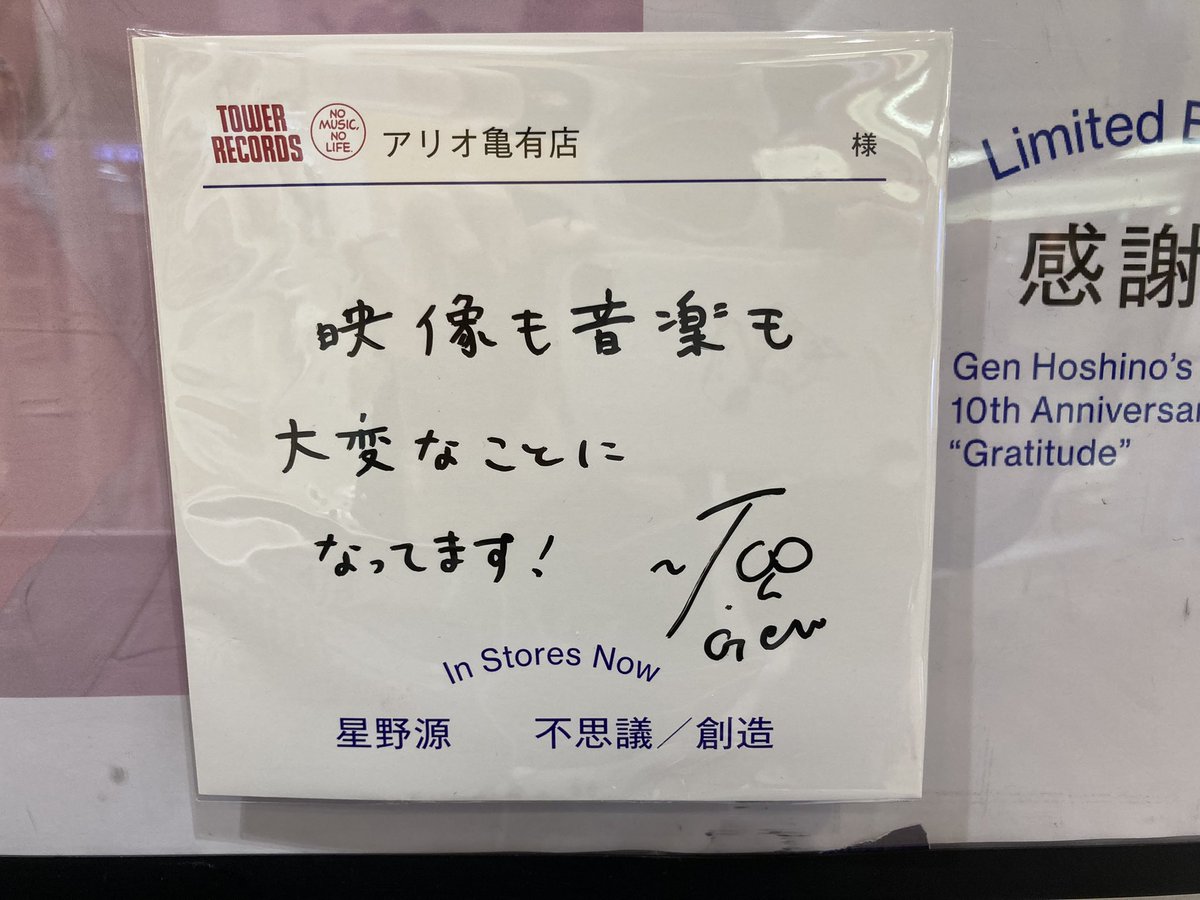 TOWER
RECORDS
NO
MUSIC,
NO
LIFE.
アリオ亀有店 様
映像も音楽も
大変なことに
なってます!
Gen
In Stores Now
星野源 不思議/創造
Limited E
感謝
Gen Hoshino's
10th Anniversar
"Gratitude"